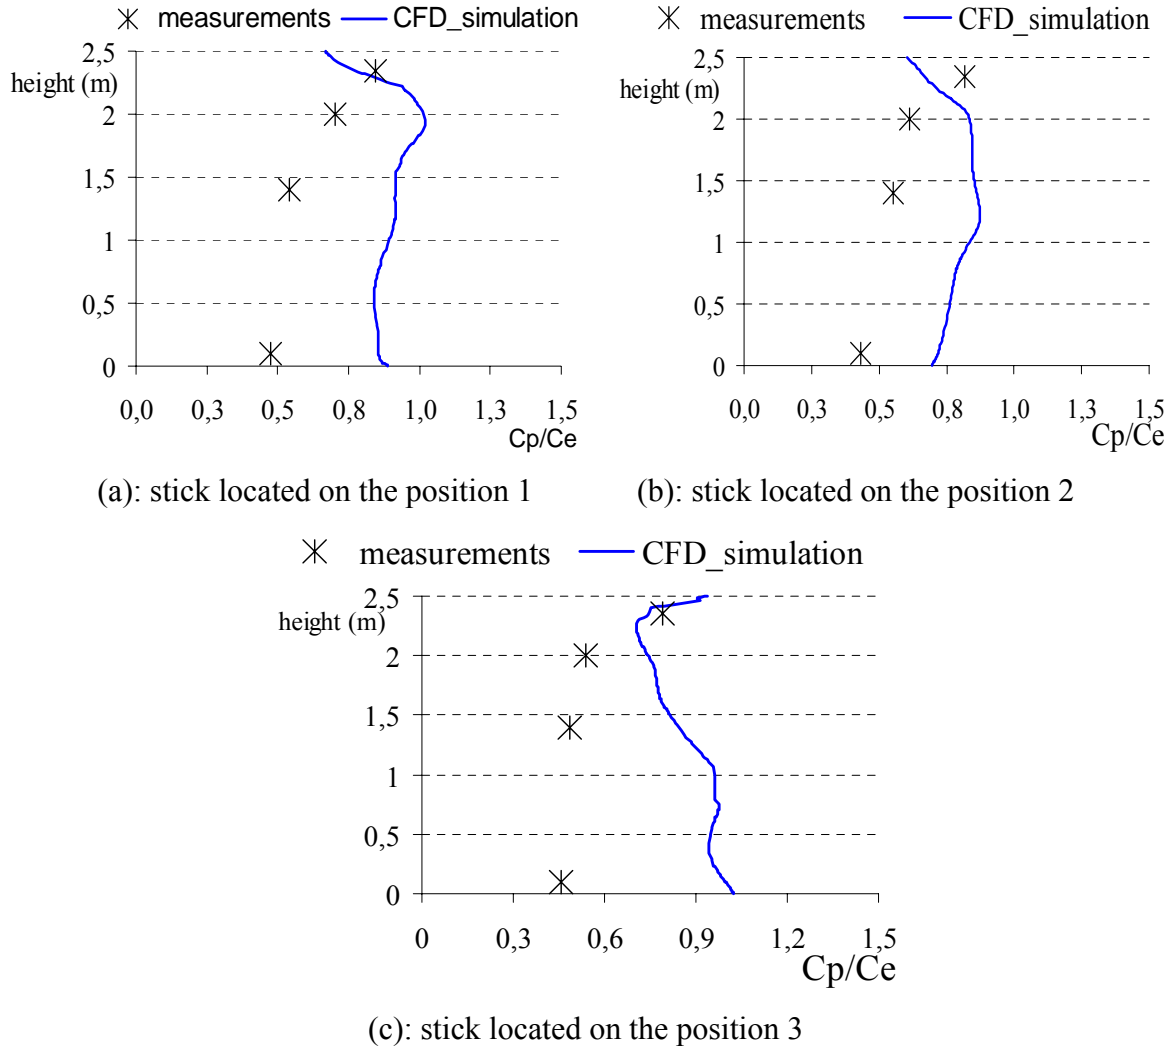 measurements CFD_simulation
height (m)
2,5
2
1,5
1
0,5
0
0,0 0,3 0,5 0,8 1,0 1,3 1,5
Cp/Ce
(a): stick located on the position 1
measurements CFD_simulation
height (m)
2,5
2
1,5
1
0,5
0
0,0 0,3 0,5 0,8 1,0 1,3 1,5
Cp/Ce
(b): stick located on the position 2
measurements CFD_simulation
height (m)
2,5
2
1,5
1
0,5
0
0 0,3 0,6 0,9 1,2 1,5
Cp/Ce
(c): stick located on the position 3